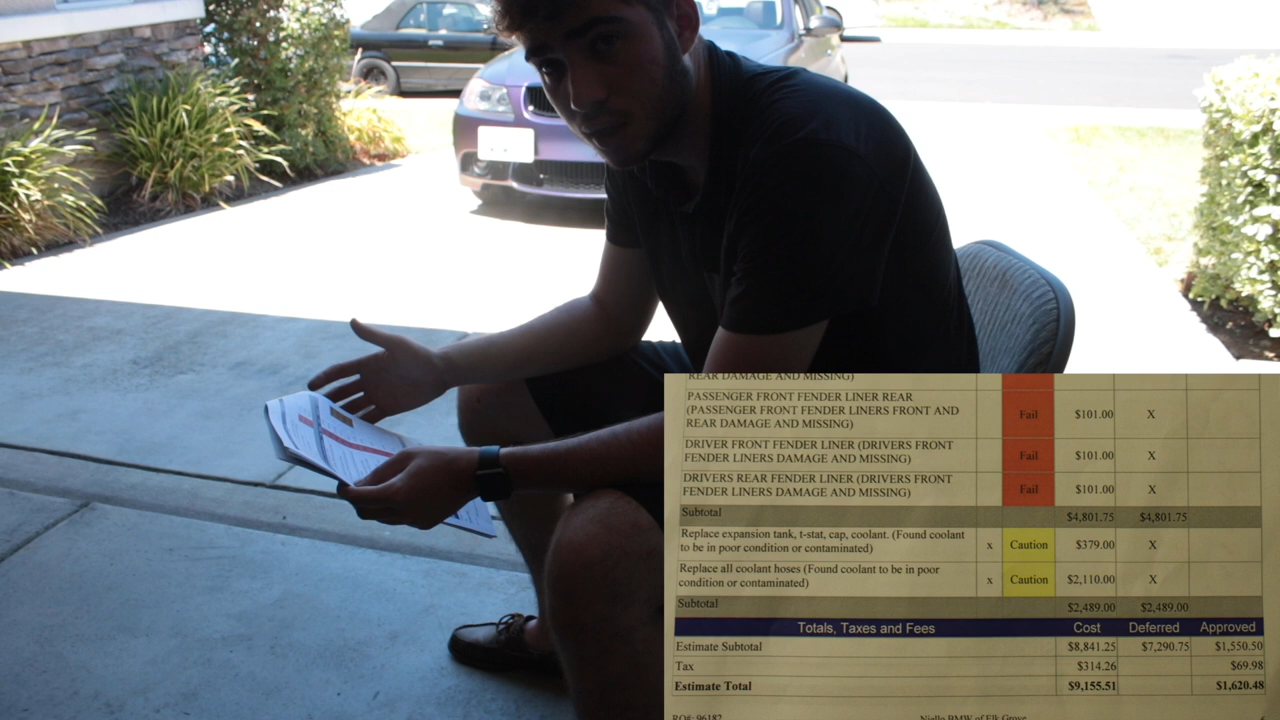 REAR DAMAGE AND MISSING)
PASSENGER FRONT FENDER LINER REAR
(PASSENGER FRONT FENDER LINERS FRONT AND
REAR DAMAGE AND MISSING)
Fail $101.00 X
DRIVER FRONT FENDER LINER (DRIVERS FRONT
FENDER LINERS DAMAGE AND MISSING)
Fail $101.00 X
DRIVERS REAR FENDER LINER (DRIVERS FRONT
FENDER LINERS DAMAGE AND MISSING)
Fail $101.00 X
Subtotal $4,801.75 $4,801.75
Replace expansion tank, t-stat, cap, coolant. (Found coolant
to be in poor condition or contaminated)
x Caution $379.00 X
Replace all coolant hoses (Found coolant to be in poor
condition or contaminated)
x Caution $2,110.00 X
Subtotal $2,489.00 $2,489.00
Totals, Taxes and Fees Cost Deferred Approved
Estimate Subtotal $8,841.25 $7,290.75 $1,550.50
Tax $314.26 $69.98
Estimate Total $9,155.51 $1,620.48
RO#: 96182 Niello BMW of Elk Grove